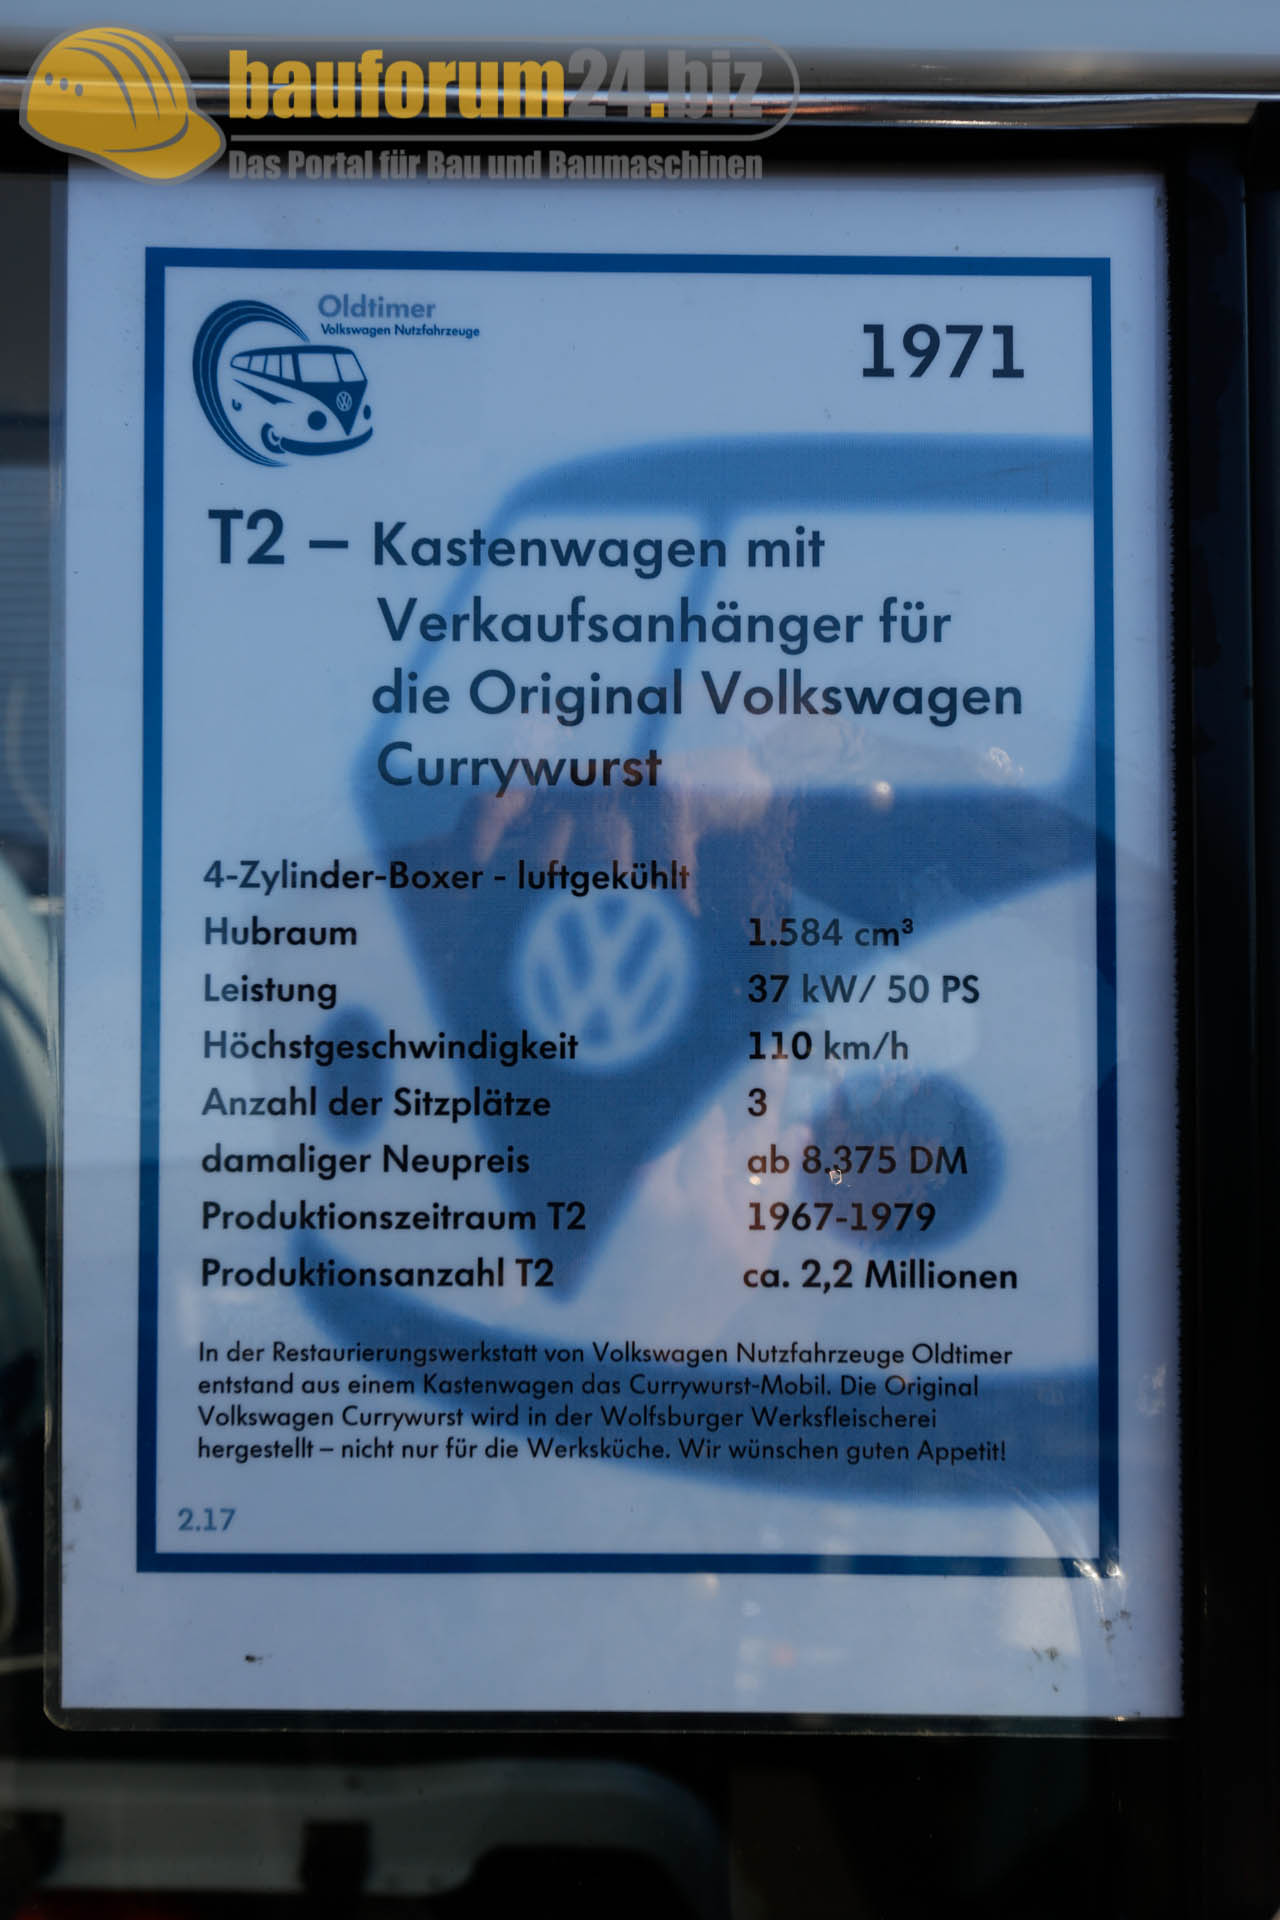 bauforum24.biz
Das Portal für Bau und Baumaschinen
Oldtimer
Volkswagen Nutzfahrzeuge
1971
T2 – Kastenwagen mit
Verkaufsanhänger für
die Original Volkswagen
Currywurst
4-Zylinder-Boxer - luftgekühlt
Hubraum 1.584 cm³
Leistung 37 kW/ 50 PS
Höchstgeschwindigkeit 110 km/h
Anzahl der Sitzplätze 3
damaliger Neupreis ab 8.375 DM
Produktionszeitraum T2 1967-1979
Produktionsanzahl T2 ca. 2,2 Millionen
In der Restaurierungswerkstatt von Volkswagen Nutzfahrzeuge Oldtimer
entstand aus einem Kastenwagen das Currywurst-Mobil. Die Original
Volkswagen Currywurst wird in der Wolfsburger Werksfleischerei
hergestellt – nicht nur für die Werksküche. Wir wünschen guten Appetit!
2.17